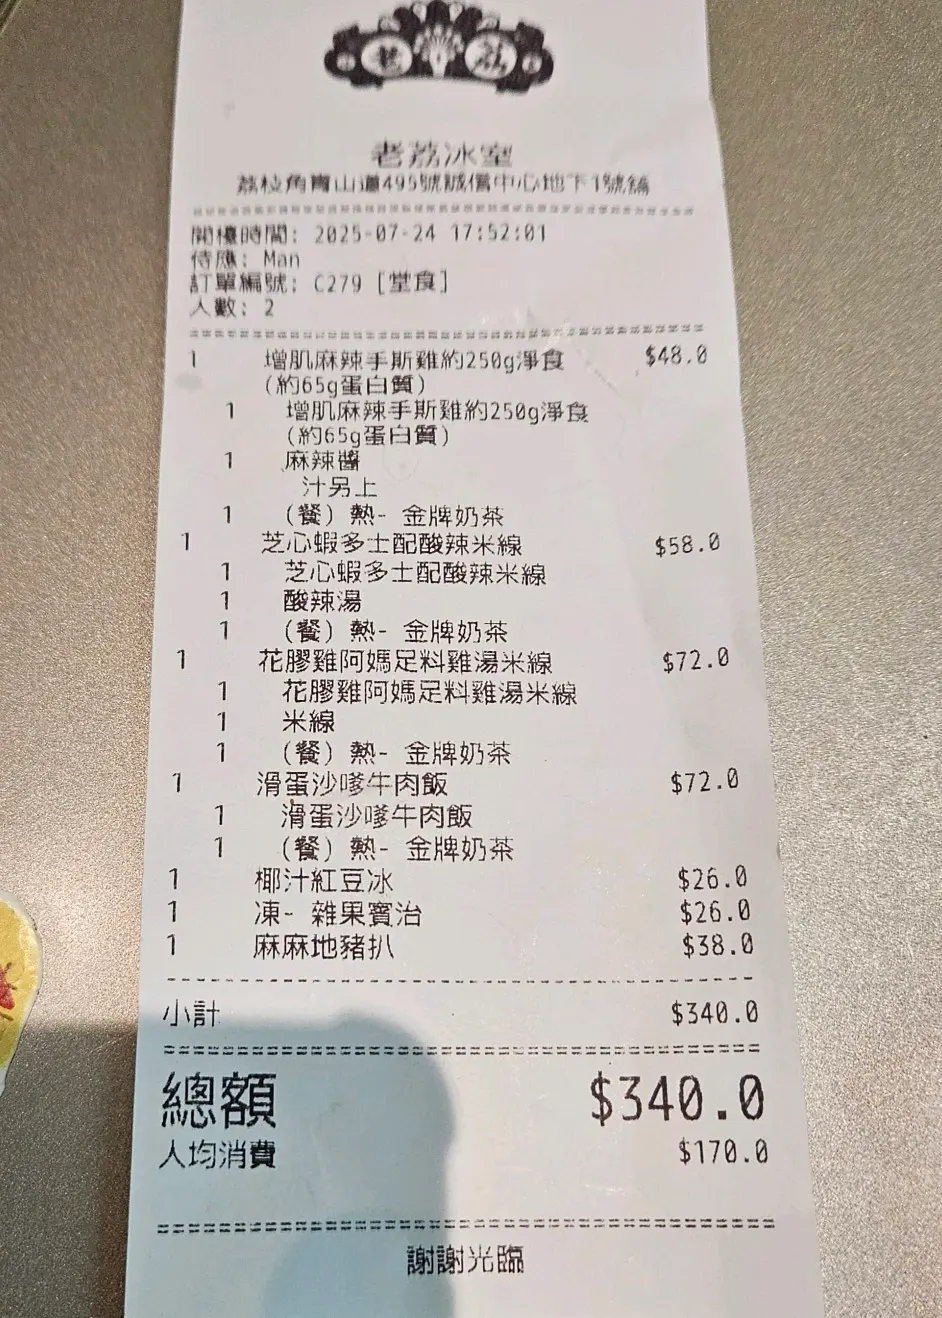 老 荔
老荔冰室
荔枝角青山道495號誠信中心地下1號舖
開檯時間: 2025-07-24 17:52:01
侍應: Man
訂單編號: C279 [堂食]
人數: 2
1 增肌麻辣手斯雞約250g淨食 $48.0
(約65g蛋白質)
1 增肌麻辣手斯雞約250g淨食
(約65g蛋白質)
1 麻辣醬
汁另上
1 (餐) 熱- 金牌奶茶
1 芝心蝦多士配酸辣米線 $58.0
1 芝心蝦多士配酸辣米線
1 酸辣湯
1 (餐) 熱- 金牌奶茶
1 花膠雞阿媽足料雞湯米線 $72.0
1 花膠雞阿媽足料雞湯米線
1 米線
1 (餐) 熱- 金牌奶茶
1 滑蛋沙嗲牛肉飯 $72.0
1 滑蛋沙嗲牛肉飯
1 (餐) 熱- 金牌奶茶
1 椰汁紅豆冰 $26.0
1 凍- 雜果賓治 $26.0
1 麻麻地豬扒 $38.0
小計 $340.0
總額 $340.0
人均消費 $170.0
謝謝光臨